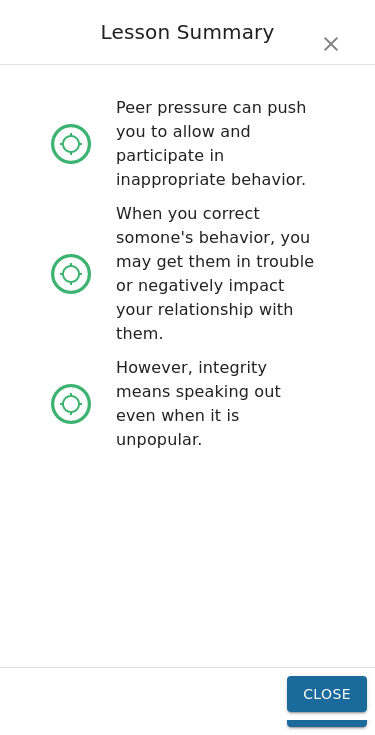 Lesson Summary
Peer pressure can push
you to allow and
participate in
inappropriate behavior.
When you correct
somone's behavior, you
may get them in trouble
or negatively impact
your relationship with
them.
However, integrity
means speaking out
even when it is
unpopular.
CLOSE